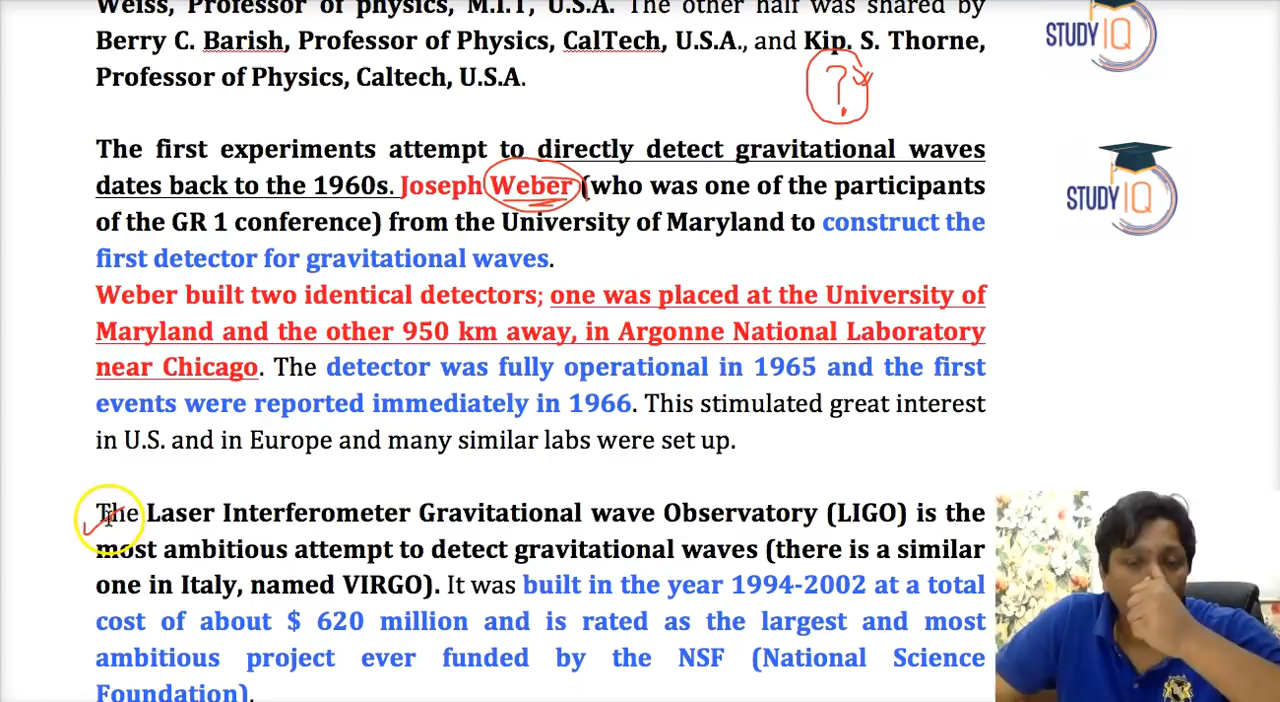 Weiss, Professor of physics, M.I.T, U.S.A. The other half was shared by
Berry C. Barish, Professor of Physics, CalTech, U.S.A., and Kip. S. Thorne,
Professor of Physics, Caltech, U.S.A.
?
The first experiments attempt to directly detect gravitational waves
dates back to the 1960s. Joseph Weber (who was one of the participants
of the GR 1 conference) from the University of Maryland to construct the
first detector for gravitational waves.
Weber built two identical detectors; one was placed at the University of
Maryland and the other 950 km away, in Argonne National Laboratory
near Chicago. The detector was fully operational in 1965 and the first
events were reported immediately in 1966. This stimulated great interest
in U.S. and in Europe and many similar labs were set up.
The Laser Interferometer Gravitational wave Observatory (LIGO) is the
most ambitious attempt to detect gravitational waves (there is a similar
one in Italy, named VIRGO). It was built in the year 1994-2002 at a total
cost of about $ 620 million and is rated as the largest and most
ambitious project ever funded by the NSF (National Science
Foundation).
STUDY IQ
STUDY IQ